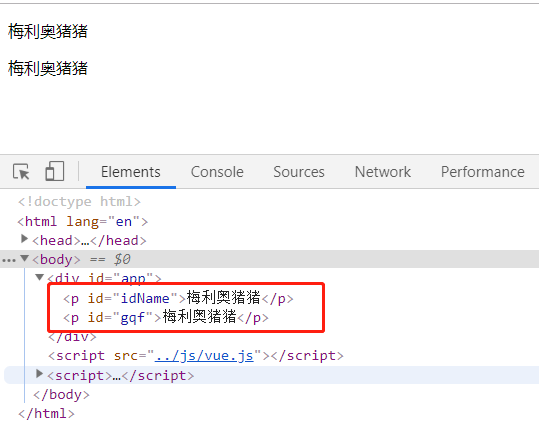 梅利奥猪猪
梅利奥猪猪
Elements Console Sources Network Performance
<!doctype html>
<html lang="en">
<head>…</head>
<body> == $0
<div id="app">
<p id="idName">梅利奥猪猪</p>
<p id="gqf">梅利奥猪猪</p>
</div>
<script src="../js/vue.js"></script>
<script>…</script>
</body>
</html>